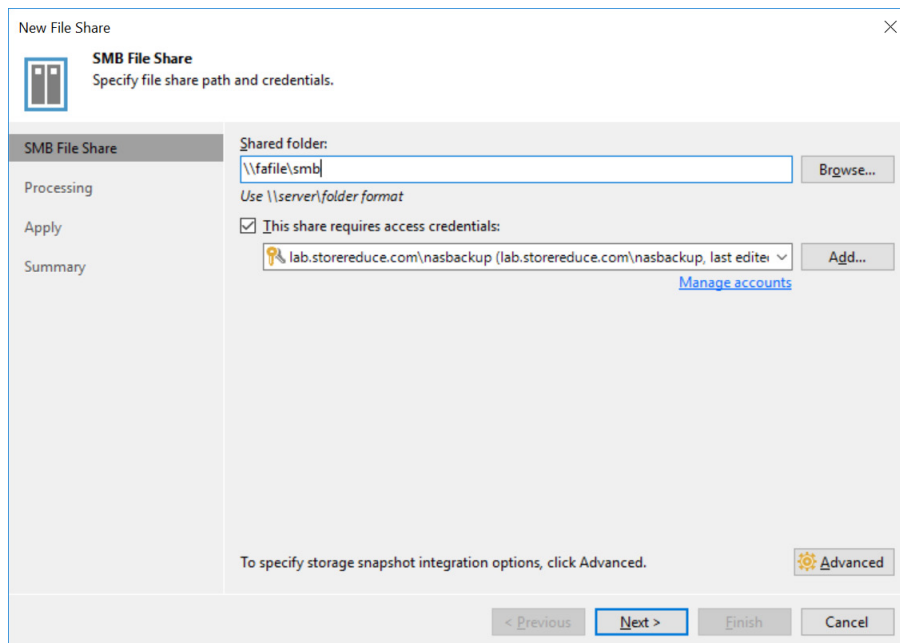 New File Share
SMB File Share
Specify file share path and credentials.
SMB File Share
Processing
Apply
Summary
Shared folder:
\\fafile\smb
Browse...
Use \\server\folder format
This share requires access credentials:
lab.storereduce.com\nasbackup (lab.storereduce.com\nasbackup, last edited
Add...
Manage accounts
To specify storage snapshot integration options, click Advanced.
Advanced
< Previous
Next >
Finish
Cancel